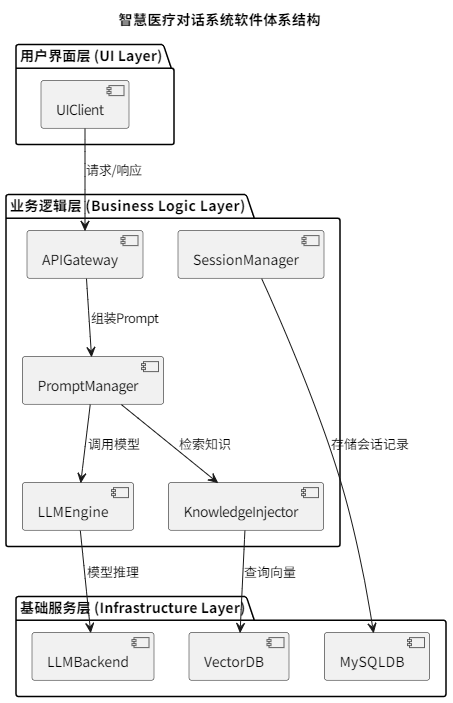 智慧医疗对话系统软件体系结构
用户界面层 (UI Layer)
UIClient
请求/响应
业务逻辑层 (Business Logic Layer)
APIGateway
SessionManager
组装Prompt
PromptManager
调用模型
检索知识
存储会话记录
LLMEngine
KnowledgeInjector
模型推理
查询向量
基础服务层 (Infrastructure Layer)
LLMBackend
VectorDB
MySQLDB